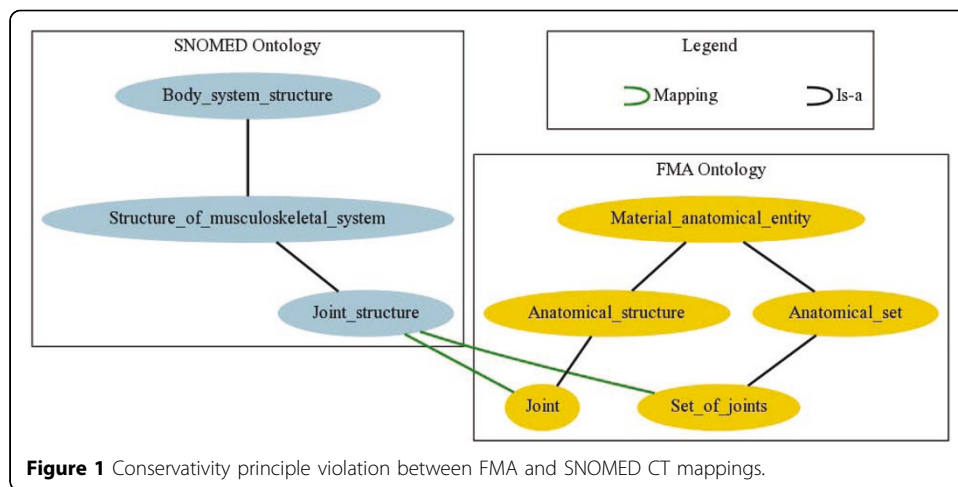 SNOMED Ontology
Body_system_structure
Structure_of_musculoskeletal_system
Joint_structure
Legend
Mapping
Is-a
FMA Ontology
Material_anatomical_entity
Anatomical_structure
Anatomical_set
Joint
Set_of_joints
Figure 1 Conservativity principle violation between FMA and SNOMED CT mappings.